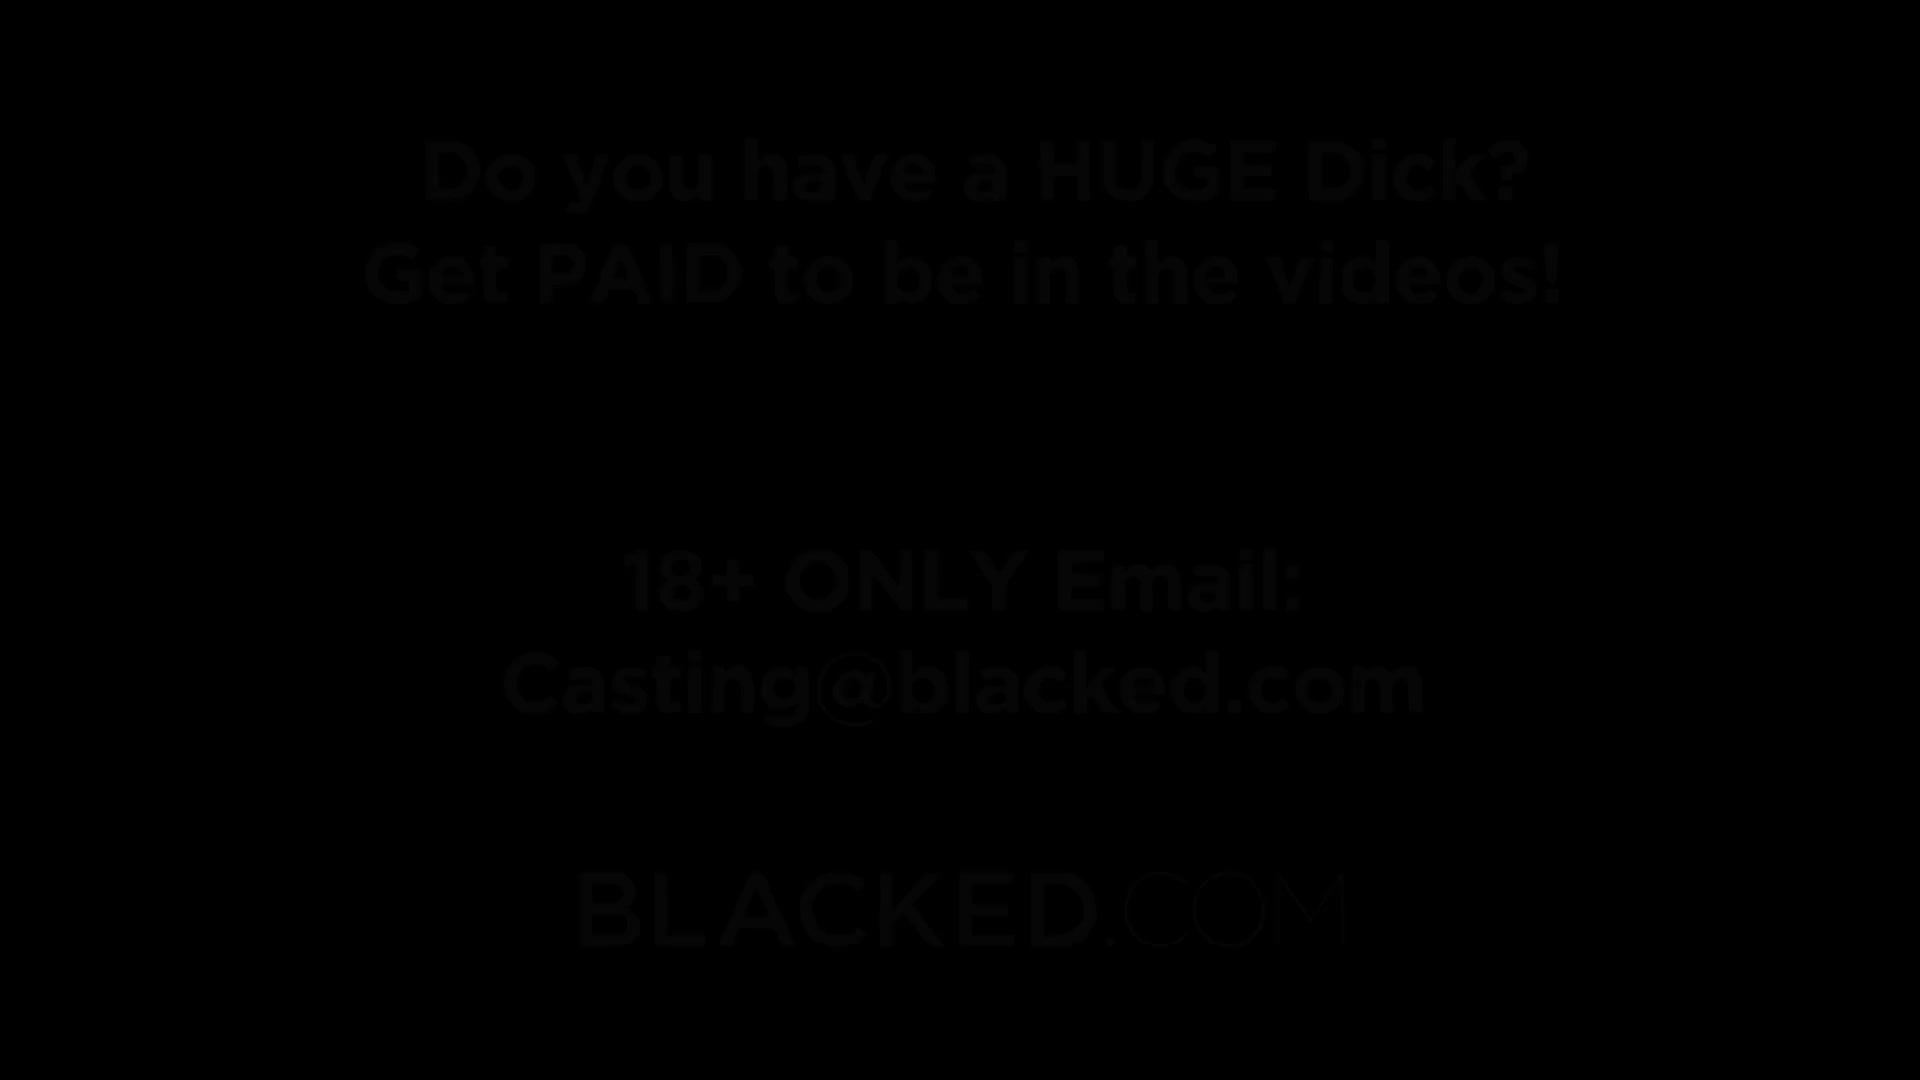 Do you have a HUGE Dick?
Get PAID to be in the videos!
18+ ONLY Email:
Casting@blacked.com
BLACKED.COM